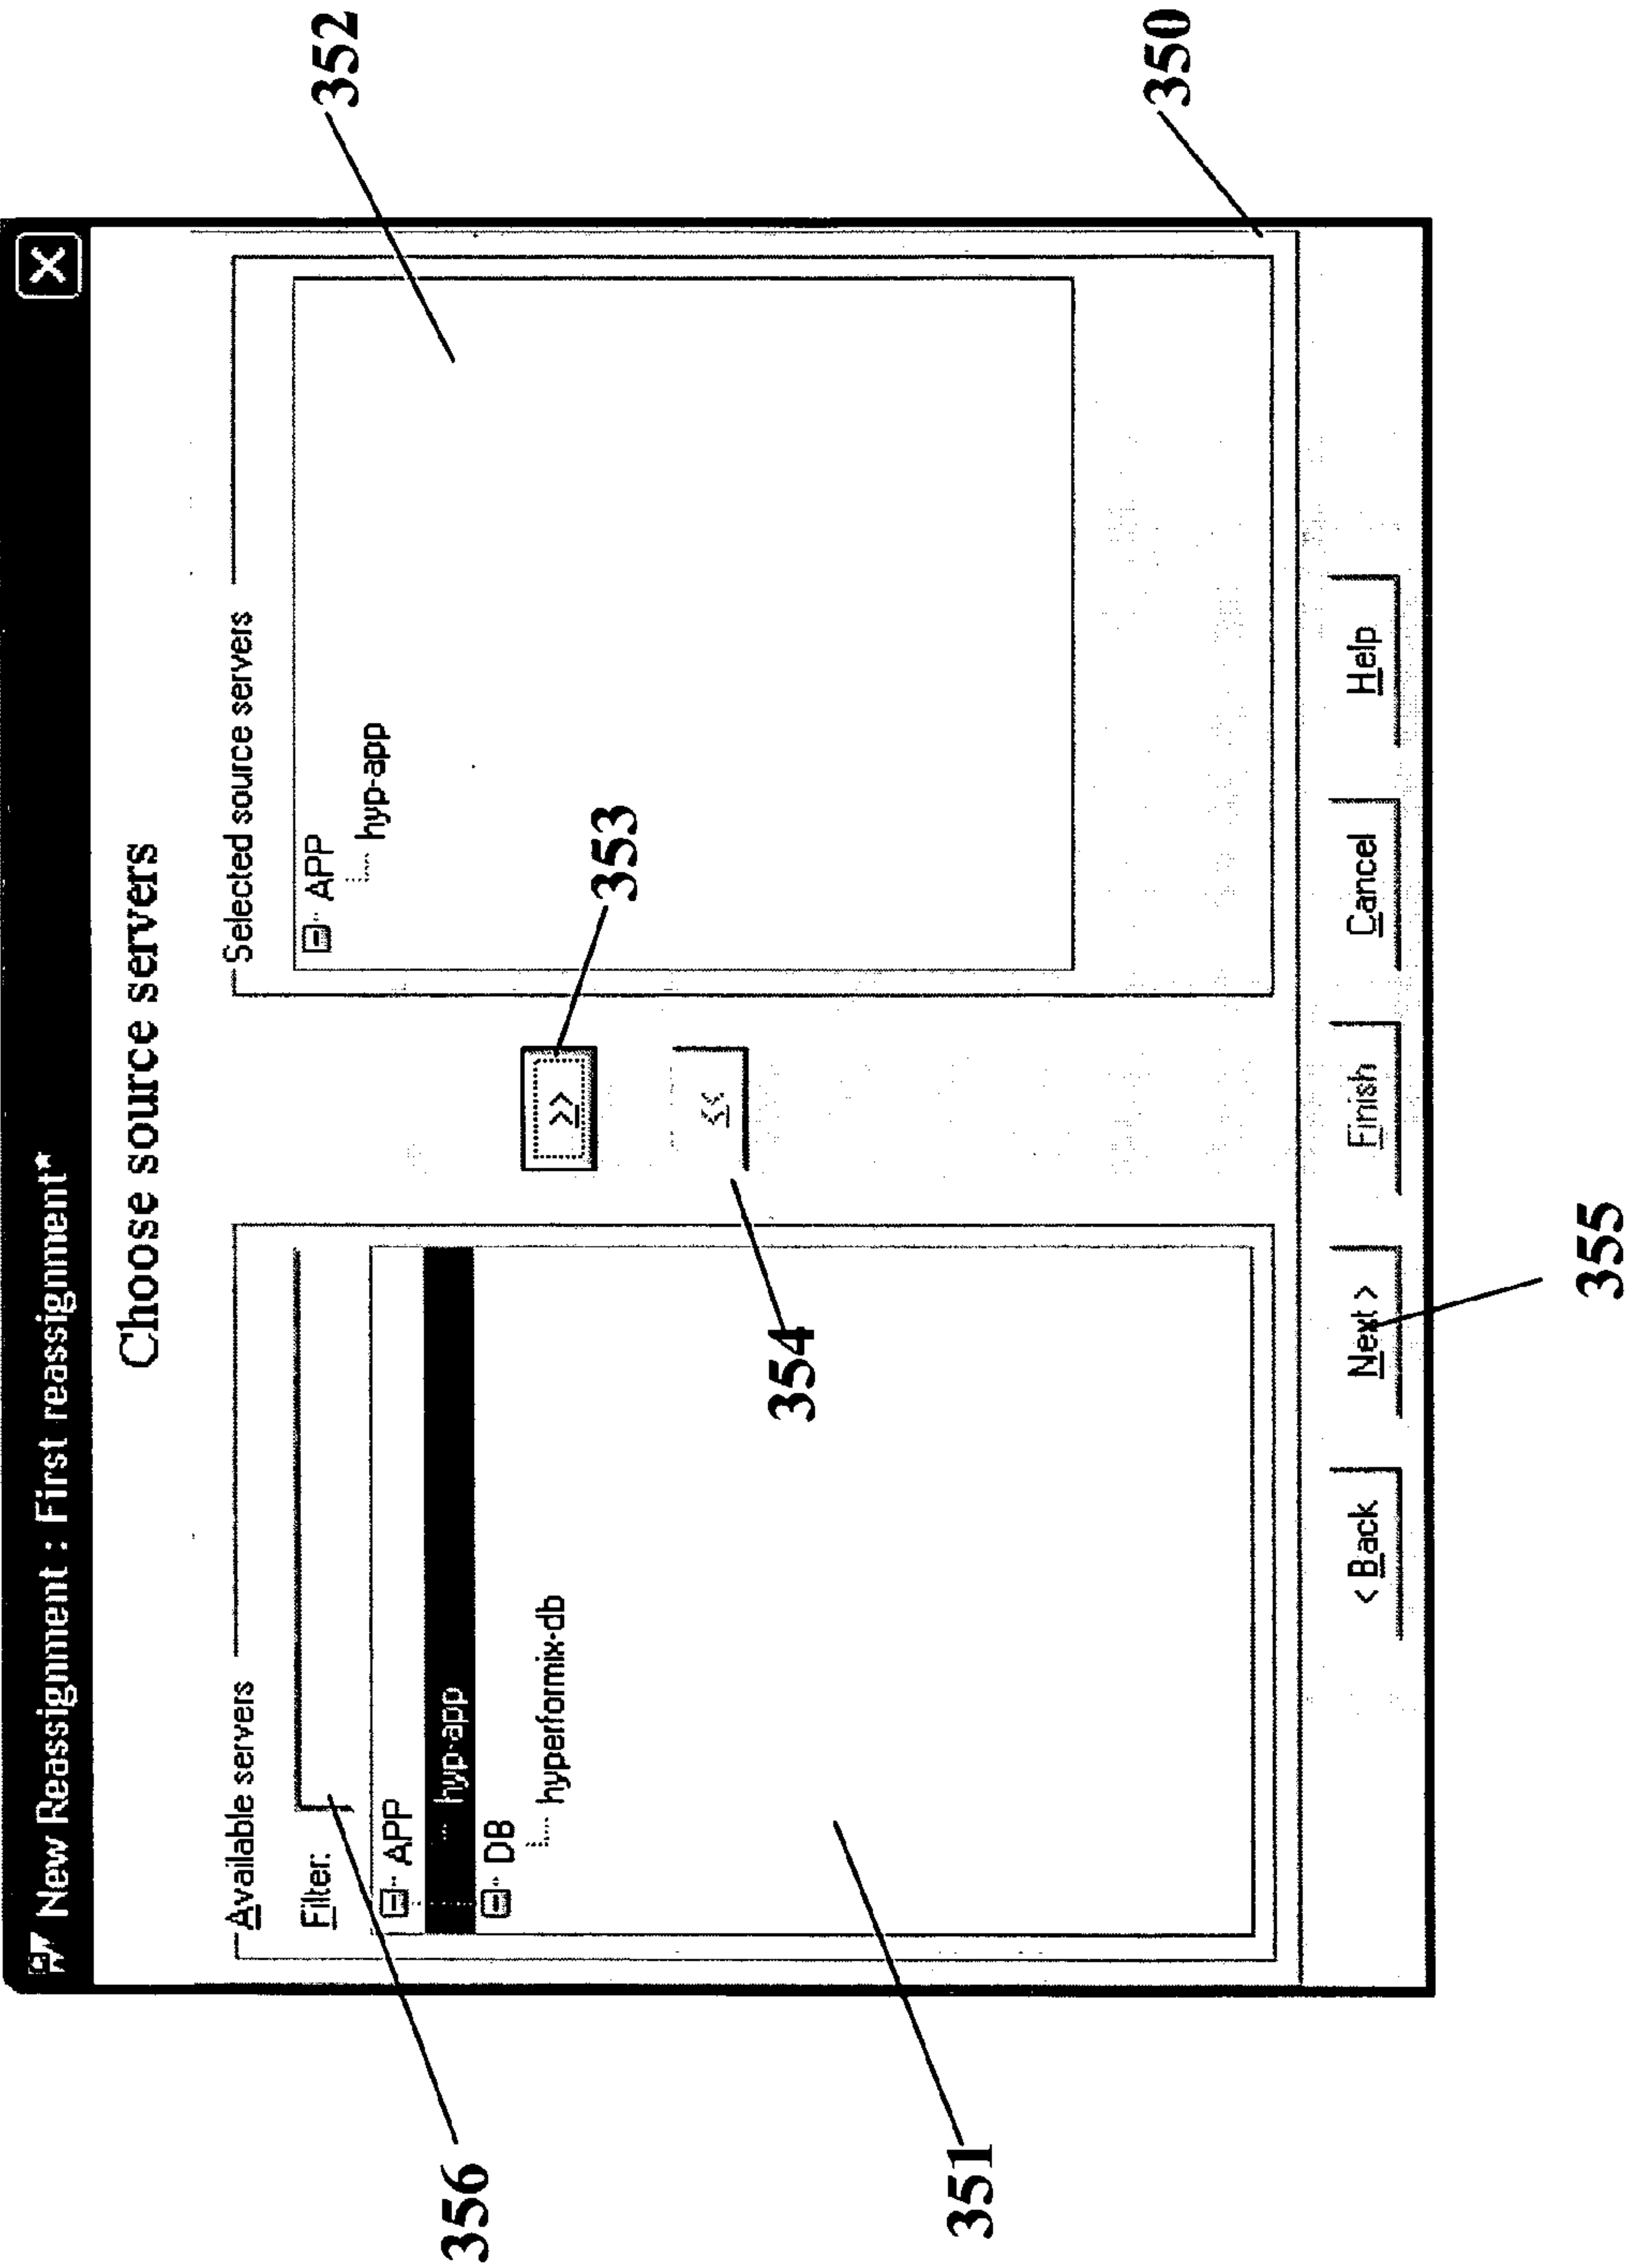 New Reassignment : First reassignment*
Choose source servers
Available servers
Filter:
APP
hyp-app
DB
hyperformix-db
>>
<<
Selected source servers
APP
hyp-app
< Back
Next >
Finish
Cancel
Help
350
351
352
353
354
355
356